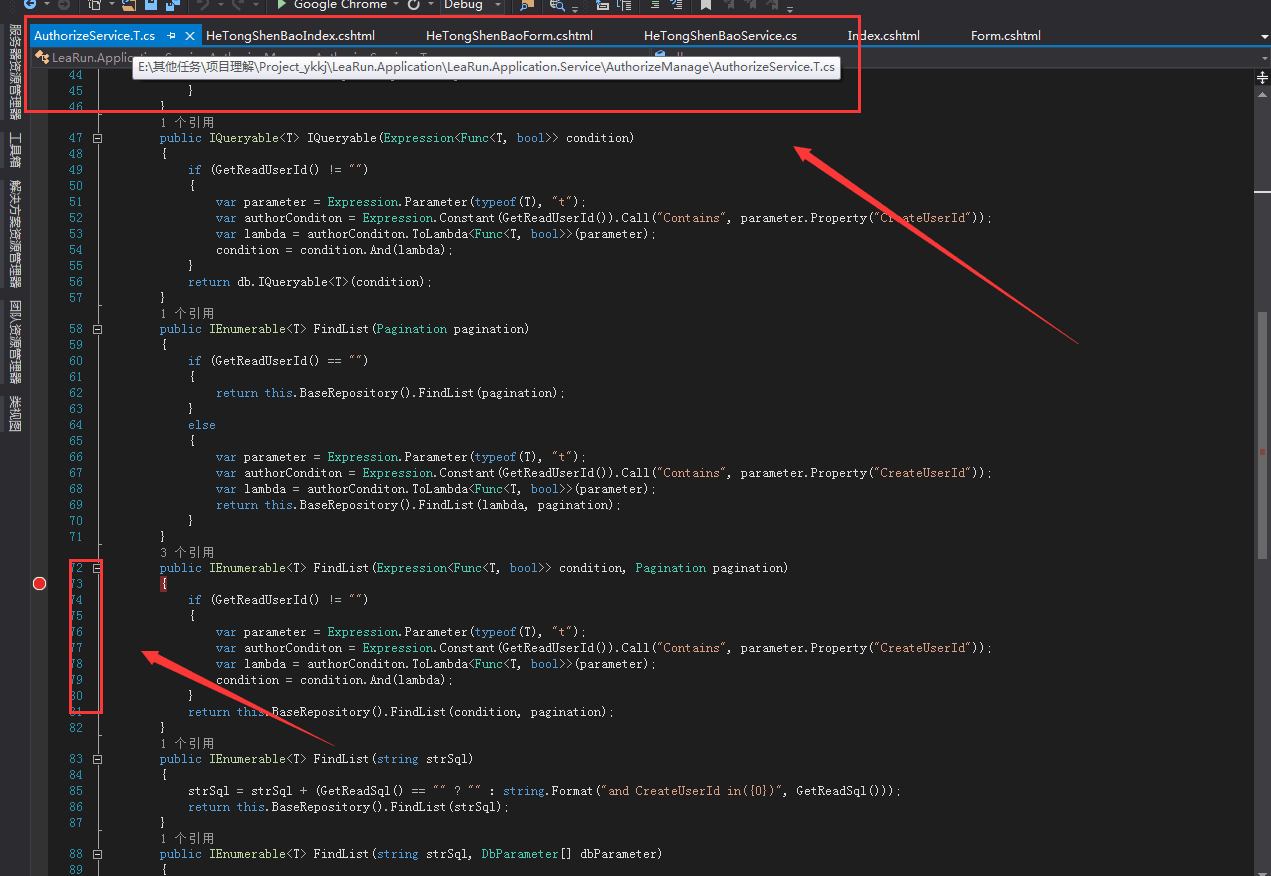 Google Chrome Debug
AuthorizeService.T.cs HeTongShenBaoIndex.cshtml HeTongShenBaoForm.cshtml HeTongShenBaoService.cs Index.cshtml Form.cshtml
LeaRun.Applic
E:\其他任务\项目理解\Project_ykkj\LeaRun.Application\LeaRun.Application.Service\AuthorizeManage\AuthorizeService.T.cs
服务器资源管理器
工具箱
解决方案资源管理器
团队资源管理器
类视图
44
45 }
46 }
1 个引用
47 public IQueryable<T> IQueryable(Expression<Func<T, bool>> condition)
48 {
49 if (GetReadUserId() != "")
50 {
51 var parameter = Expression.Parameter(typeof(T), "t");
52 var authorConditon = Expression.Constant(GetReadUserId()).Call("Contains", parameter.Property("CreateUserId"));
53 var lambda = authorConditon.ToLambda<Func<T, bool>>(parameter);
54 condition = condition.And(lambda);
55 }
56 return db.IQueryable<T>(condition);
57 }
1 个引用
58 public IEnumerable<T> FindList(Pagination pagination)
59 {
60 if (GetReadUserId() == "")
61 {
62 return this.BaseRepository().FindList(pagination);
63 }
64 else
65 {
66 var parameter = Expression.Parameter(typeof(T), "t");
67 var authorConditon = Expression.Constant(GetReadUserId()).Call("Contains", parameter.Property("CreateUserId"));
68 var lambda = authorConditon.ToLambda<Func<T, bool>>(parameter);
69 return this.BaseRepository().FindList(lambda, pagination);
70 }
71 }
3 个引用
72 public IEnumerable<T> FindList(Expression<Func<T, bool>> condition, Pagination pagination)
73 {
74 if (GetReadUserId() != "")
75 {
76 var parameter = Expression.Parameter(typeof(T), "t");
77 var authorConditon = Expression.Constant(GetReadUserId()).Call("Contains", parameter.Property("CreateUserId"));
78 var lambda = authorConditon.ToLambda<Func<T, bool>>(parameter);
79 condition = condition.And(lambda);
80 }
81 return this.BaseRepository().FindList(condition, pagination);
82 }
1 个引用
83 public IEnumerable<T> FindList(string strSql)
84 {
85 strSql = strSql + (GetReadSql() == "" ? "" : string.Format("and CreateUserId in({0})", GetReadSql()));
86 return this.BaseRepository().FindList(strSql);
87 }
1 个引用
88 public IEnumerable<T> FindList(string strSql, DbParameter[] dbParameter)
89 {